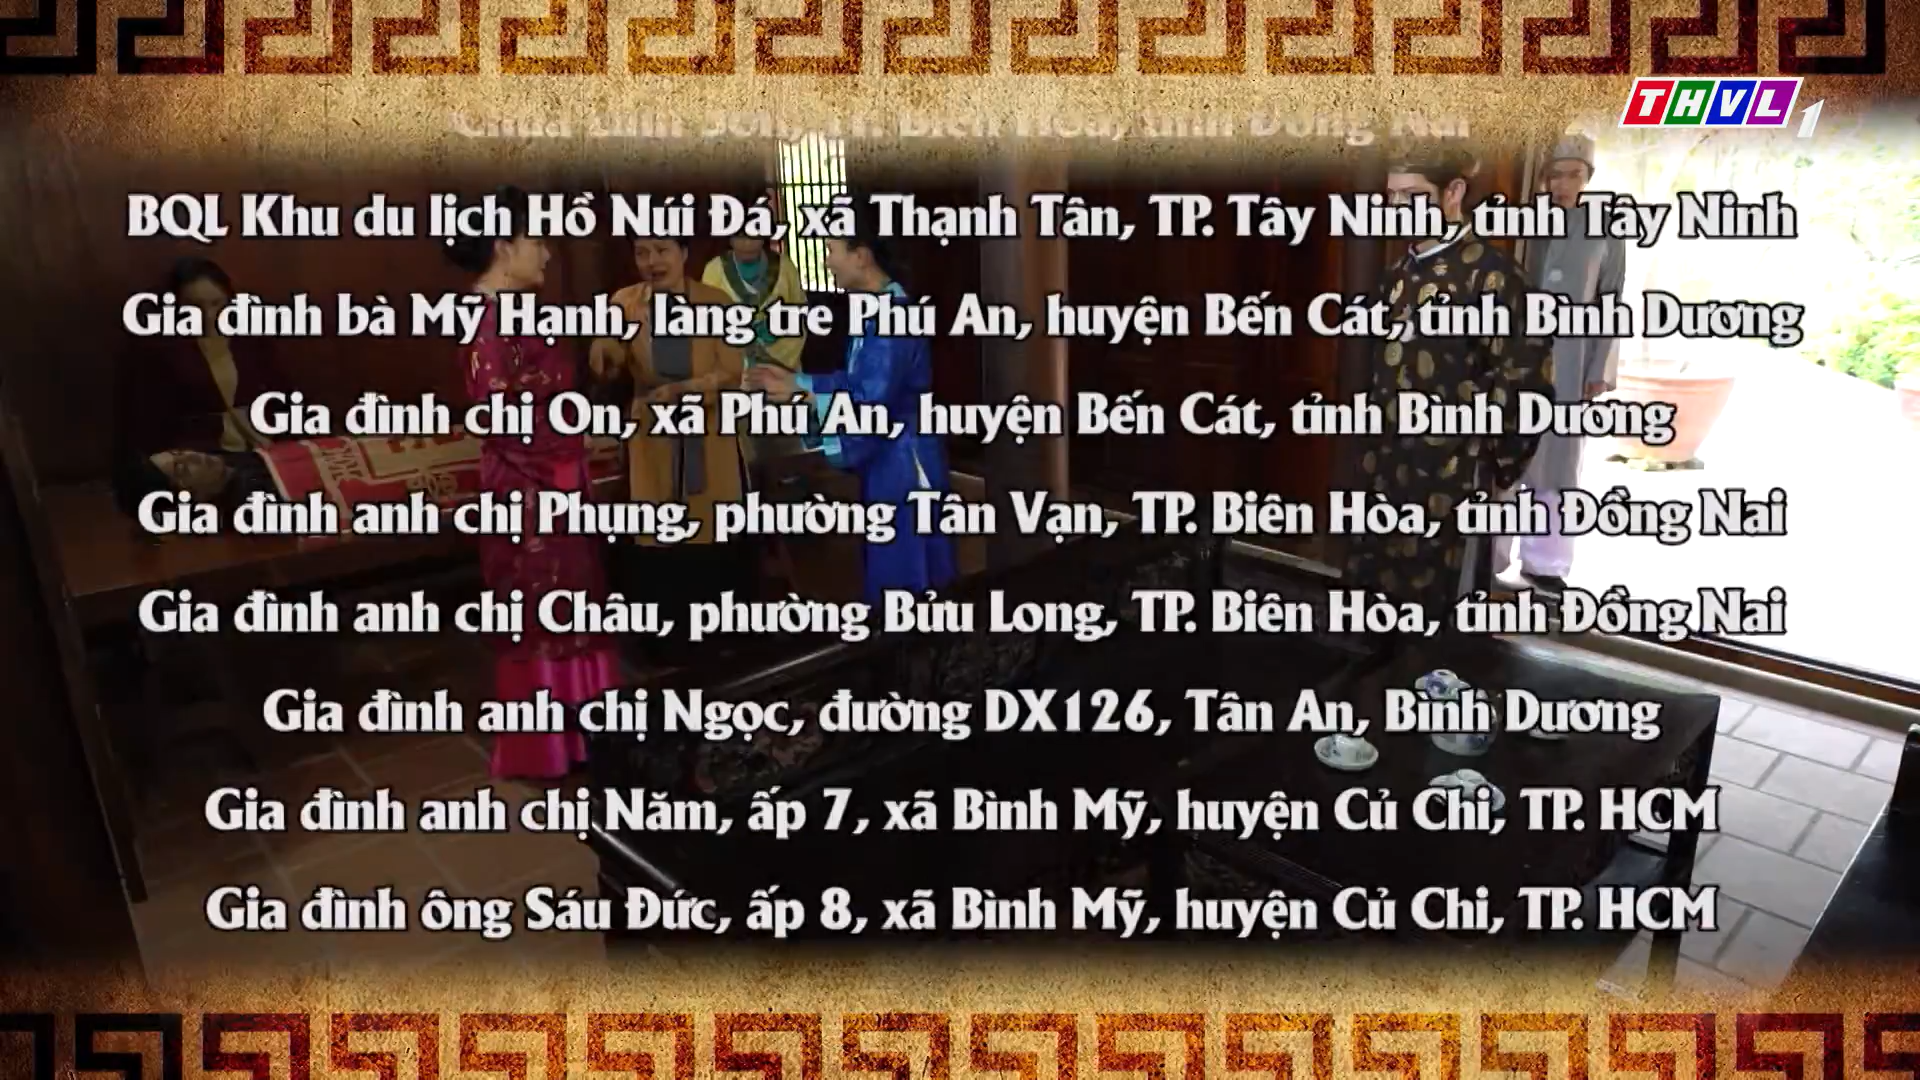 THVL1
BQL Khu du lịch Hồ Núi Đá, xã Thạnh Tân, TP. Tây Ninh, tỉnh Tây Ninh
Gia đình bà Mỹ Hạnh, làng tre Phú An, huyện Bến Cát, tỉnh Bình Dương
Gia đình chị On, xã Phú An, huyện Bến Cát, tỉnh Bình Dương
Gia đình anh chị Phụng, phường Tân Vạn, TP. Biên Hòa, tỉnh Đồng Nai
Gia đình anh chị Châu, phường Bửu Long, TP. Biên Hòa, tỉnh Đồng Nai
Gia đình anh chị Ngọc, đường DX126, Tân An, Bình Dương
Gia đình anh chị Năm, ấp 7, xã Bình Mỹ, huyện Củ Chi, TP. HCM
Gia đình ông Sáu Đức, ấp 8, xã Bình Mỹ, huyện Củ Chi, TP. HCM